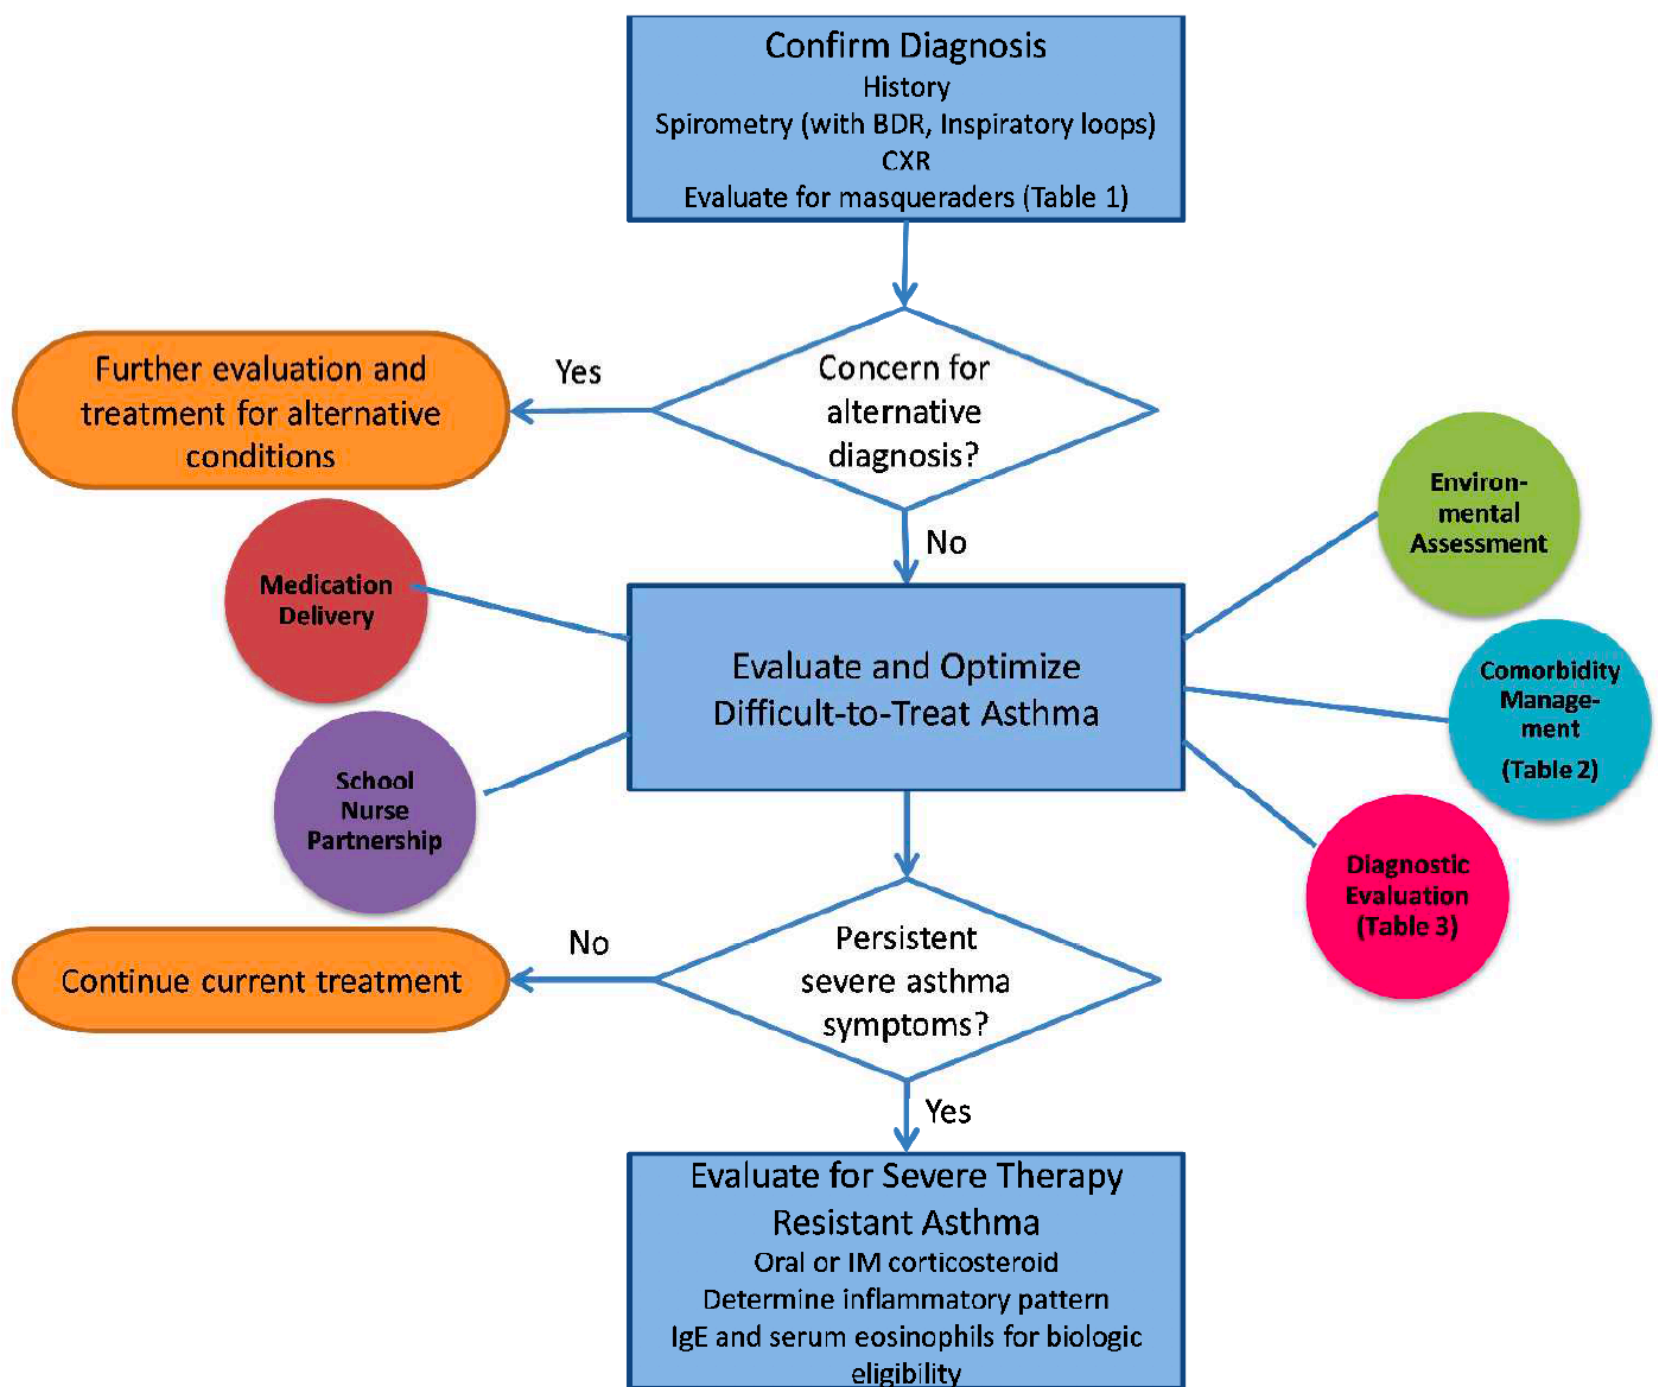 Confirm Diagnosis
History
Spirometry (with BDR, Inspiratory loops)
CXR
Evaluate for masqueraders (Table 1)
Further evaluation and
treatment for alternative
conditions
Yes
Concern for
alternative
diagnosis?
No
Environ-
mental
Assessment
Medication
Delivery
Evaluate and Optimize
Difficult-to-Treat Asthma
Comorbidity
Manage-
ment
(Table 2)
School
Nurse
Partnership
Diagnostic
Evaluation
(Table 3)
Continue current treatment
No
Persistent
severe asthma
symptoms?
Yes
Evaluate for Severe Therapy
Resistant Asthma
Oral or IM corticosteroid
Determine inflammatory pattern
IgE and serum eosinophils for biologic
eligibility